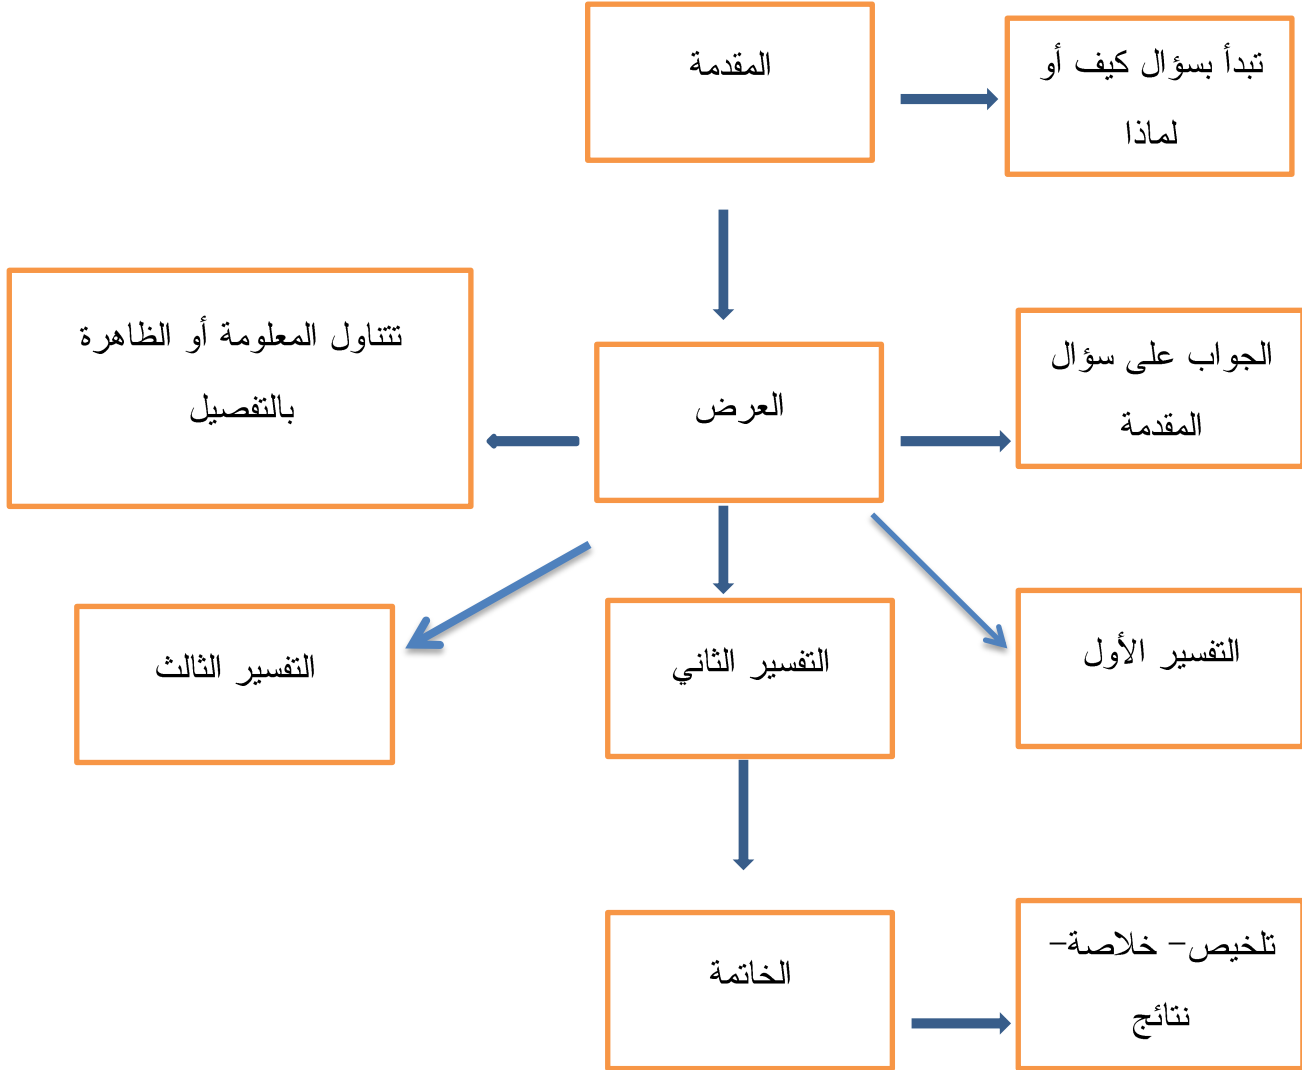 المقدمة
تبدأ بسؤال كيف أو
لماذا
العرض
الجواب على سؤال
المقدمة
تتناول المعلومة أو الظاهرة
بالتفصيل
التفسير الأول
التفسير الثاني
التفسير الثالث
الخاتمة
تلخيص- خلاصة-
نتائج